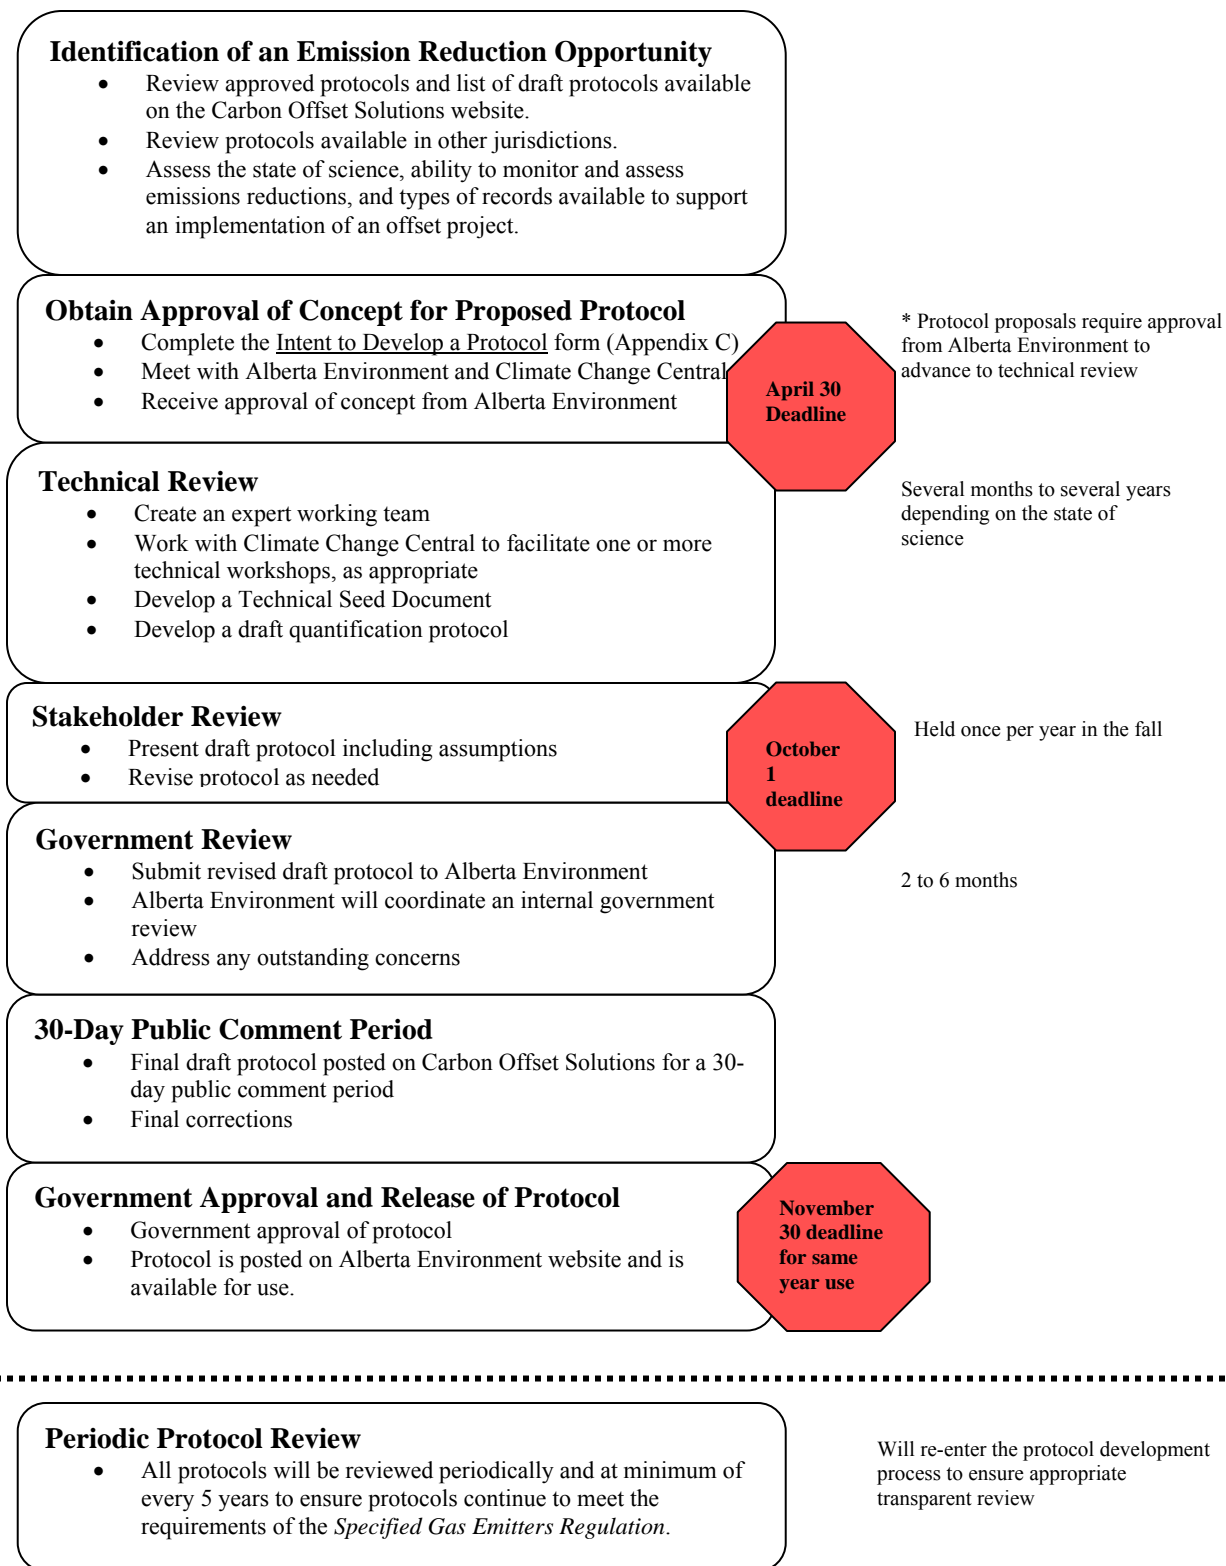 Identification of an Emission Reduction Opportunity
• Review approved protocols and list of draft protocols available
on the Carbon Offset Solutions website.
• Review protocols available in other jurisdictions.
• Assess the state of science, ability to monitor and assess
emissions reductions, and types of records available to support
an implementation of an offset project.
Obtain Approval of Concept for Proposed Protocol
• Complete the Intent to Develop a Protocol form (Appendix C)
• Meet with Alberta Environment and Climate Change Central
• Receive approval of concept from Alberta Environment
April 30
Deadline
* Protocol proposals require approval
from Alberta Environment to
advance to technical review
Technical Review
• Create an expert working team
• Work with Climate Change Central to facilitate one or more
technical workshops, as appropriate
• Develop a Technical Seed Document
• Develop a draft quantification protocol
Several months to several years
depending on the state of
science
Stakeholder Review
• Present draft protocol including assumptions
• Revise protocol as needed
October
1
deadline
Held once per year in the fall
Government Review
• Submit revised draft protocol to Alberta Environment
• Alberta Environment will coordinate an internal government
review
• Address any outstanding concerns
2 to 6 months
30-Day Public Comment Period
• Final draft protocol posted on Carbon Offset Solutions for a 30-
day public comment period
• Final corrections
Government Approval and Release of Protocol
• Government approval of protocol
• Protocol is posted on Alberta Environment website and is
available for use.
November
30 deadline
for same
year use
Periodic Protocol Review
• All protocols will be reviewed periodically and at minimum of
every 5 years to ensure protocols continue to meet the
requirements of the Specified Gas Emitters Regulation.
Will re-enter the protocol development
process to ensure appropriate
transparent review